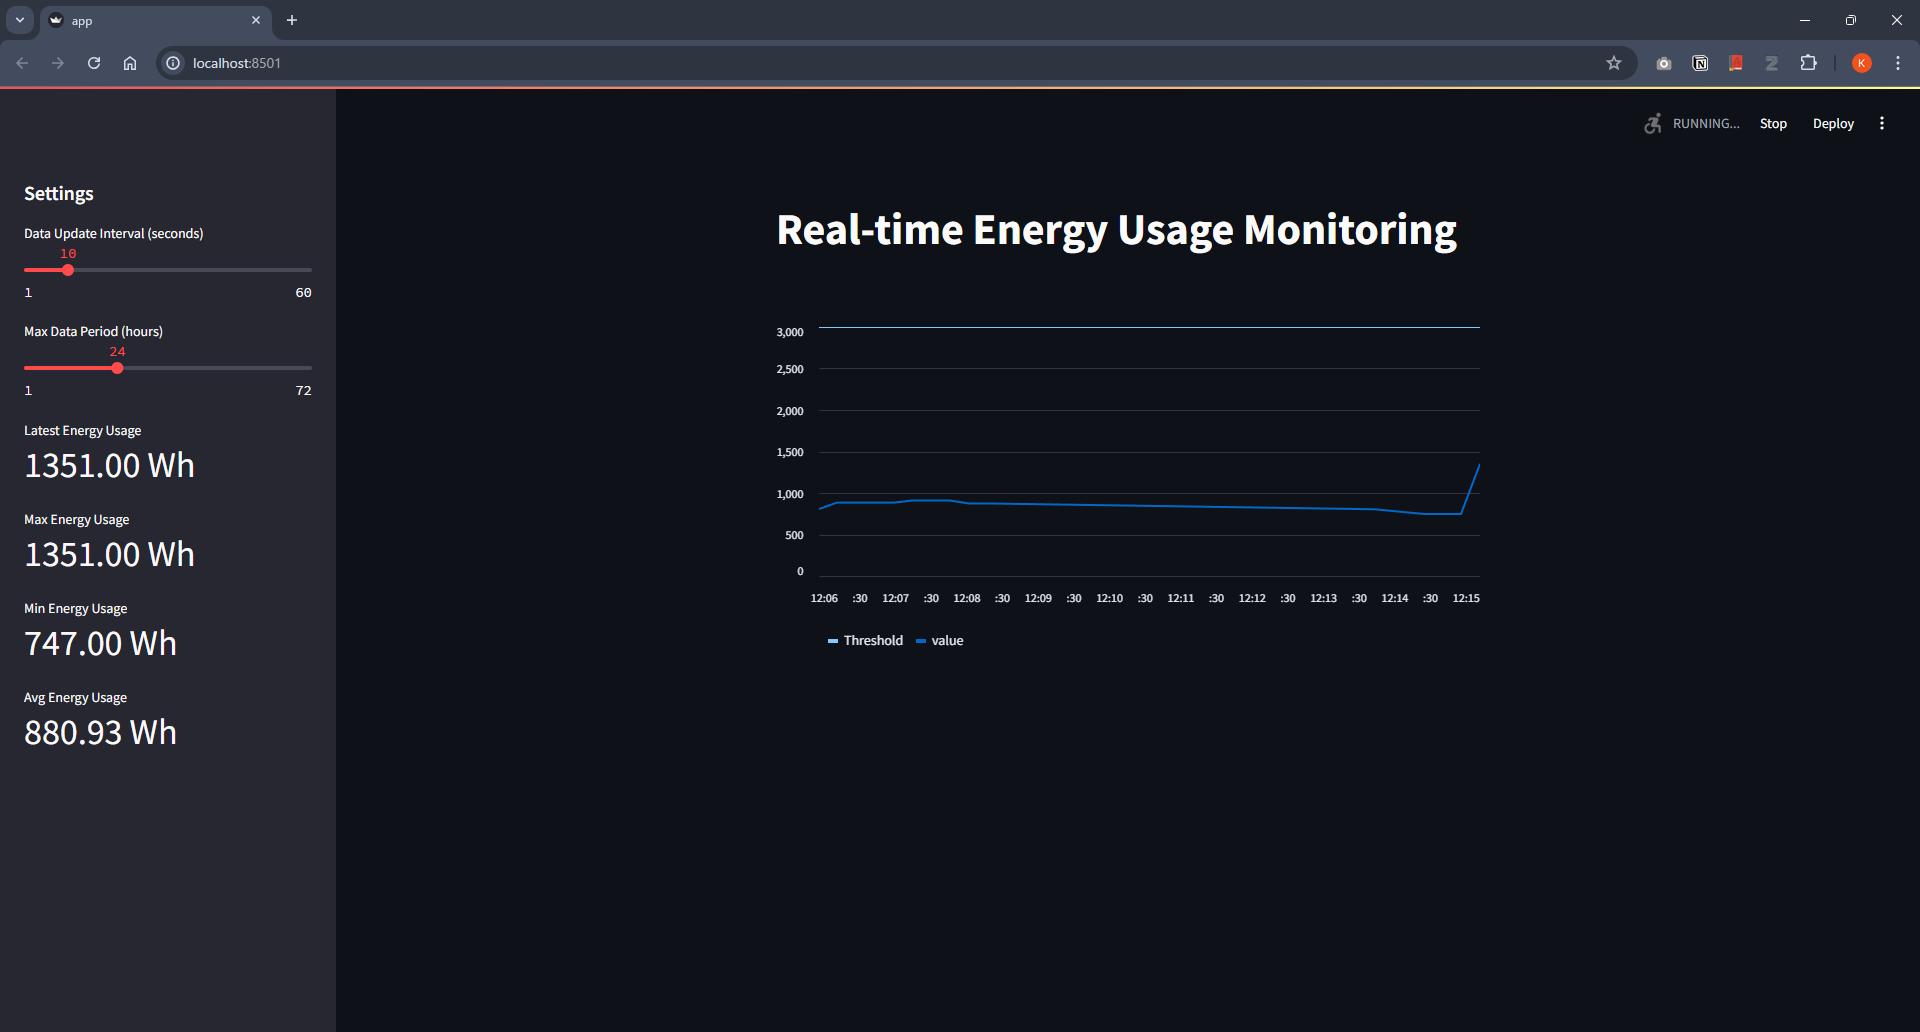 app
localhost:8501
K
RUNNING... Stop Deploy
Settings
Data Update Interval (seconds)
10
1 60
Max Data Period (hours)
24
1 72
Latest Energy Usage
1351.00 Wh
Max Energy Usage
1351.00 Wh
Min Energy Usage
747.00 Wh
Avg Energy Usage
880.93 Wh
Real-time Energy Usage Monitoring
3,000
2,500
2,000
1,500
1,000
500
0
12:06 :30 12:07 :30 12:08 :30 12:09 :30 12:10 :30 12:11 :30 12:12 :30 12:13 :30 12:14 :30 12:15
Threshold value